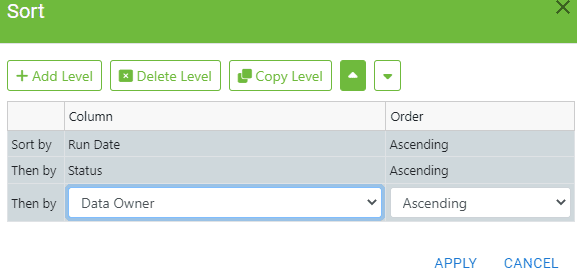 Sort
Add Level Delete Level Copy Level
Column Order
Sort by Run Date Ascending
Then by Status Ascending
Then by Data Owner Ascending
APPLY CANCEL